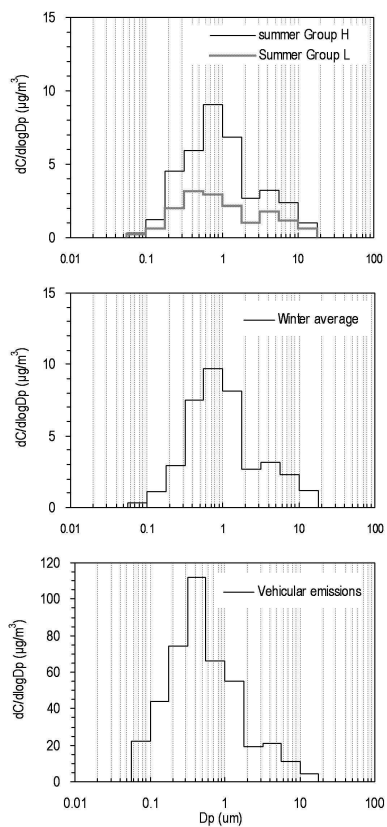 dC/dlogDp (µg/m³)
15
10
5
0
summer Group H
Summer Group L
0.01 0.1 1 10 100
dC/dlogDp (µg/m³)
15
10
5
0
Winter average
0.01 0.1 1 10 100
dC/dlogDp (µg/m³)
120
100
80
60
40
20
0
Vehicular emissions
0.01 0.1 1 10 100
Dp (um)